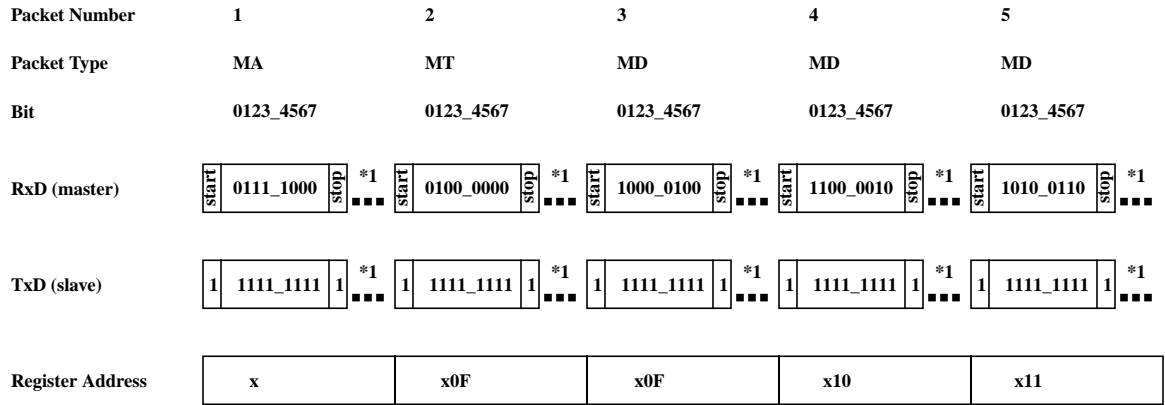 Packet Number 1 2 3 4 5
Packet Type MA MT MD MD MD
Bit 0123_4567 0123_4567 0123_4567 0123_4567 0123_4567
RxD (master) start 0111_1000 stop *1 start 0100_0000 stop *1 start 1000_0100 stop *1 start 1100_0010 stop *1 start 1010_0110 stop *1
TxD (slave) 1 1111_1111 1 *1 1 1111_1111 1 *1 1 1111_1111 1 *1 1 1111_1111 1 *1 1 1111_1111 1 *1
Register Address x x0F x0F x10 x11